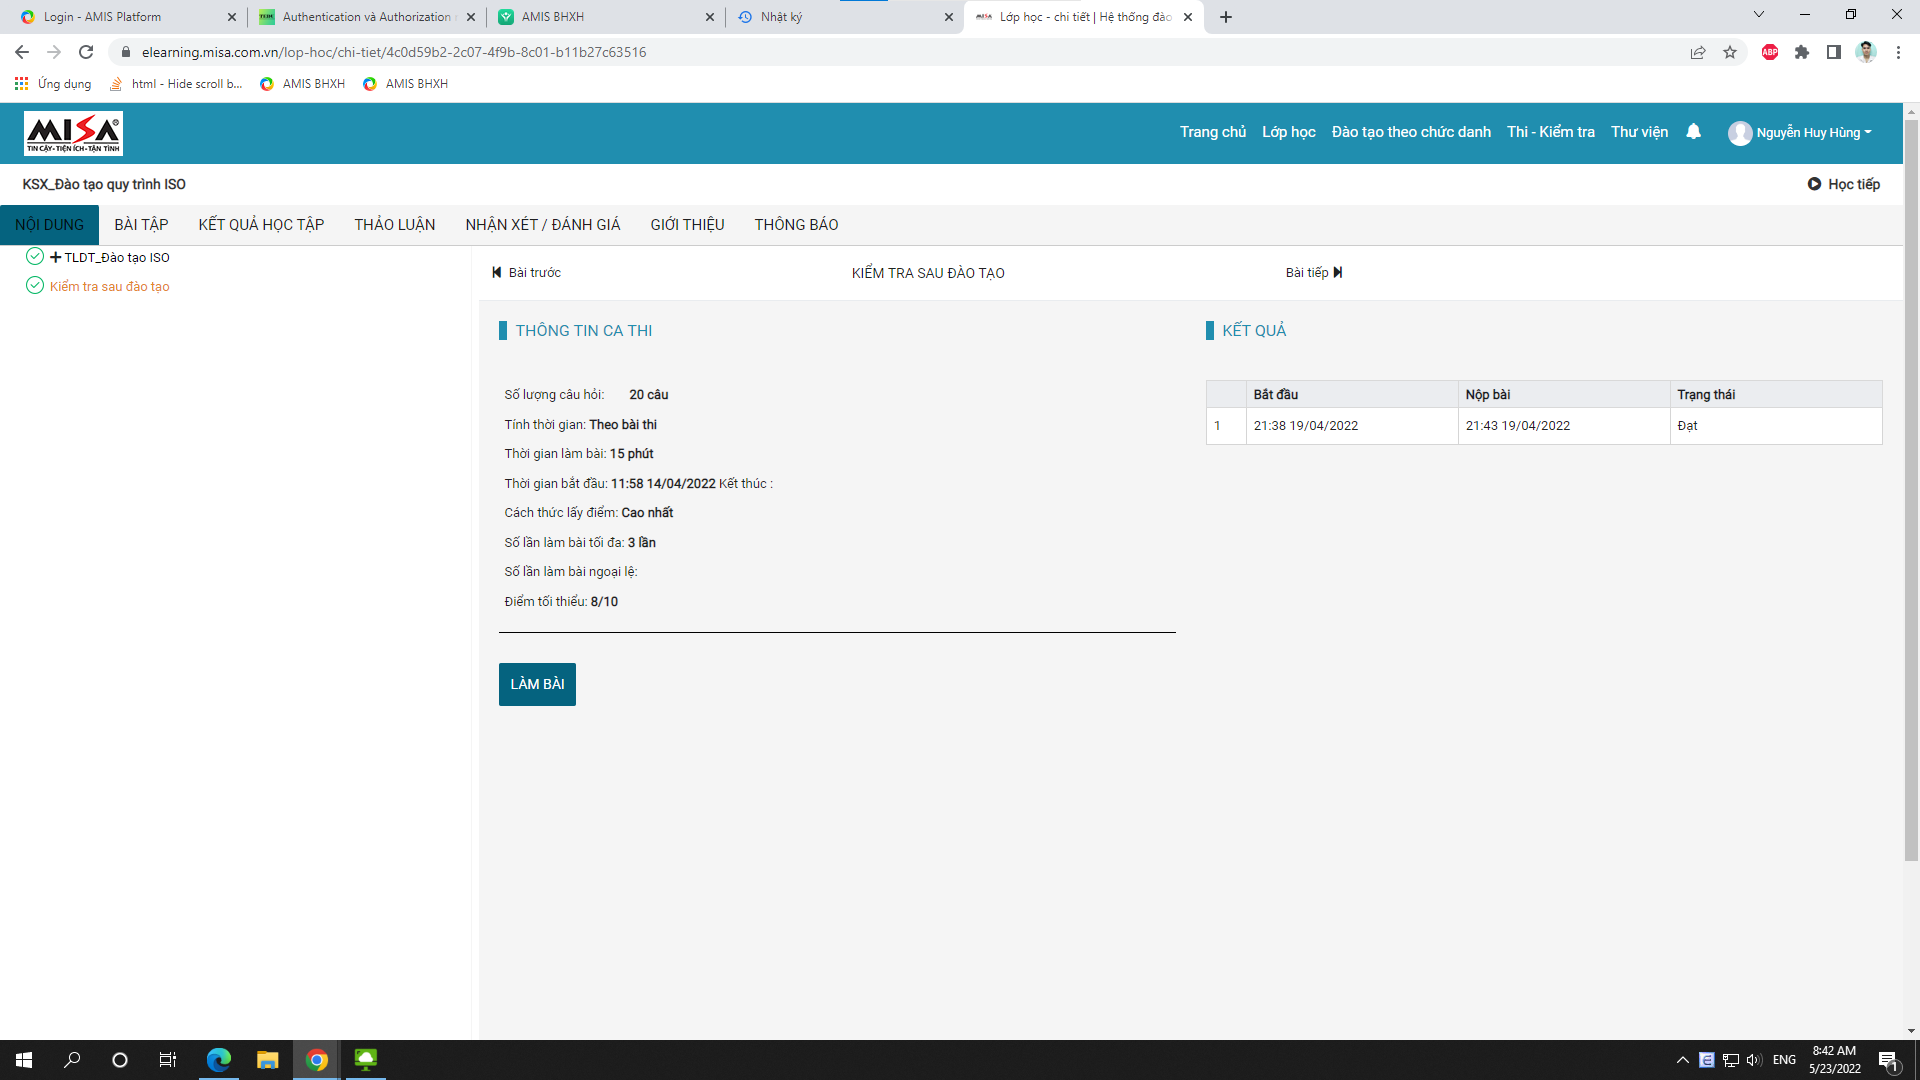 Login - AMIS Platform
Authentication và Authorization
AMIS BHXH
Nhật ký
Lớp học - chi tiết | Hệ thống đào
elearning.misa.com.vn/lop-hoc/chi-tiet/4c0d59b2-2c07-4f9b-8c01-b11b27c63516
ABP
Ứng dụng
html - Hide scroll b...
AMIS BHXH
AMIS BHXH
MISA®
TIN CẬY - TIỆN ÍCH - TẬN TÌNH
Trang chủ
Lớp học
Đào tạo theo chức danh
Thi - Kiểm tra
Thư viện
Nguyễn Huy Hùng
KSX_Đào tạo quy trình ISO
Học tiếp
NỘI DUNG
BÀI TẬP
KẾT QUẢ HỌC TẬP
THẢO LUẬN
NHẬN XÉT / ĐÁNH GIÁ
GIỚI THIỆU
THÔNG BÁO
TLDT_Đào tạo ISO
Kiểm tra sau đào tạo
Bài trước
KIỂM TRA SAU ĐÀO TẠO
Bài tiếp
THÔNG TIN CA THI
Số lượng câu hỏi: 20 câu
Tính thời gian: Theo bài thi
Thời gian làm bài: 15 phút
Thời gian bắt đầu: 11:58 14/04/2022 Kết thúc :
Cách thức lấy điểm: Cao nhất
Số lần làm bài tối đa: 3 lần
Số lần làm bài ngoại lệ:
Điểm tối thiểu: 8/10
LÀM BÀI
KẾT QUẢ
Bắt đầu Nộp bài Trạng thái
1 21:38 19/04/2022 21:43 19/04/2022 Đạt
ENG
8:42 AM
5/23/2022
1